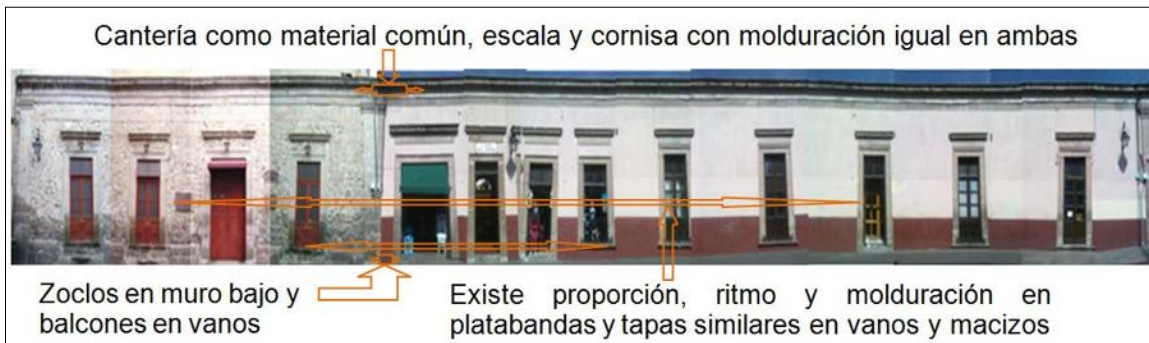 Cantería como material común, escala y cornisa con molduración igual en ambas
Zoclos en muro bajo y
balcones en vanos
Existe proporción, ritmo y molduración en
platabandas y tapas similares en vanos y macizos